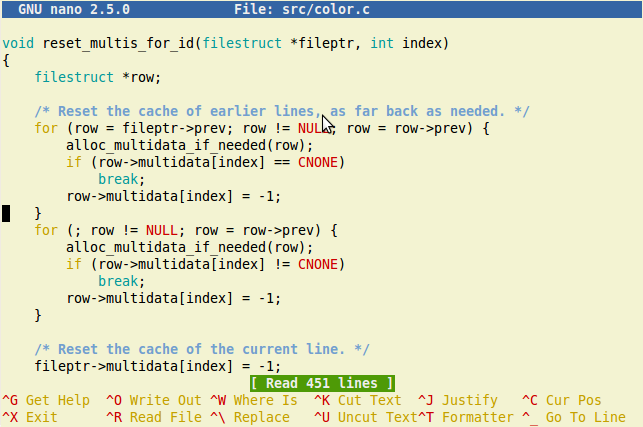 GNU nano 2.5.0 File: src/color.c
void reset_multis_for_id(filestruct *fileptr, int index)
{
    filestruct *row;
    /* Reset the cache of earlier lines, as far back as needed. */
    for (row = fileptr->prev; row != NULL; row = row->prev) {
        alloc_multidata_if_needed(row);
        if (row->multidata[index] == CNONE)
            break;
        row->multidata[index] = -1;
    }
    for (; row != NULL; row = row->prev) {
        alloc_multidata_if_needed(row);
        if (row->multidata[index] != CNONE)
            break;
        row->multidata[index] = -1;
    }
    /* Reset the cache of the current line. */
    fileptr->multidata[index] = -1;
[ Read 451 lines ]
^G Get Help ^O Write Out ^W Where Is ^K Cut Text ^J Justify ^C Cur Pos
^X Exit ^R Read File ^\ Replace ^U Uncut Text ^T Formatter ^_ Go To Line